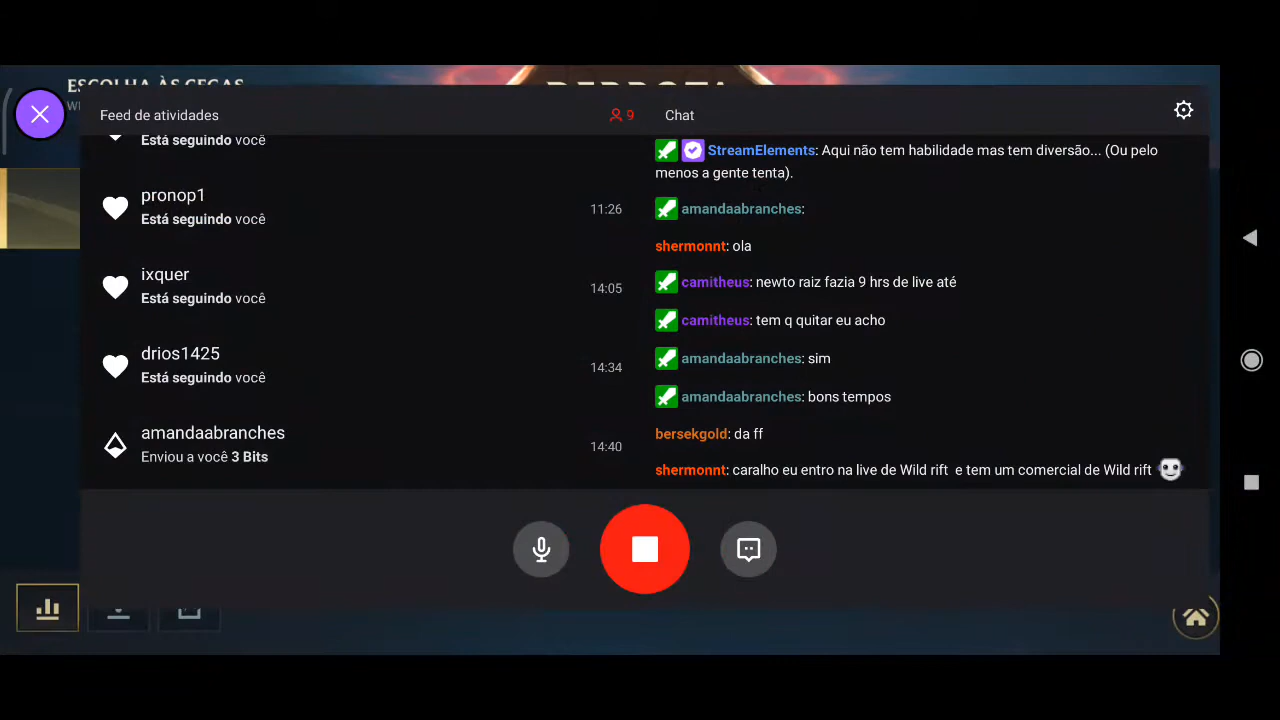 ESCOLHA ÀS CEGAS
DERROTA
Feed de atividades
9
Chat
Está seguindo você
pronop1
Está seguindo você
11:26
ixquer
Está seguindo você
14:05
drios1425
Está seguindo você
14:34
amandaabranches
Enviou a você 3 Bits
14:40
StreamElements: Aqui não tem habilidade mas tem diversão... (Ou pelo
menos a gente tenta).
amandaabranches:
shermonnt: ola
camitheus: newto raiz fazia 9 hrs de live até
camitheus: tem q quitar eu acho
amandaabranches: sim
amandaabranches: bons tempos
bersekgold: da ff
shermonnt: caralho eu entro na live de Wild rift e tem um comercial de Wild rift